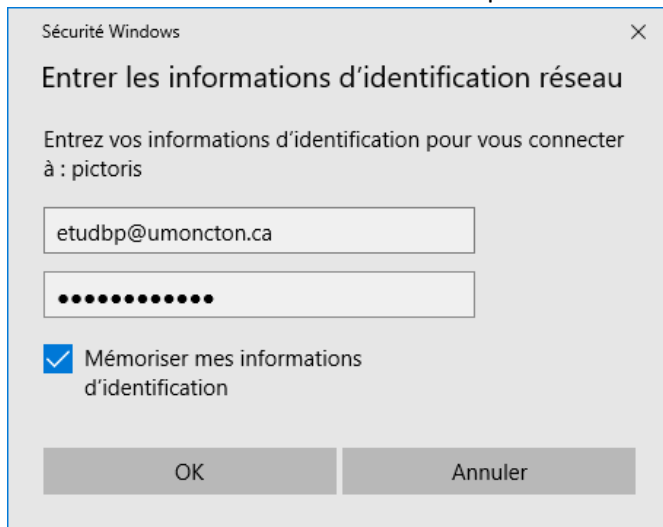 Sécurité Windows
Entrer les informations d’identification réseau
Entrez vos informations d’identification pour vous connecter
à : pictoris
etudbp@umoncton.ca
••••••••••••
Mémoriser mes informations
d’identification
OK
Annuler